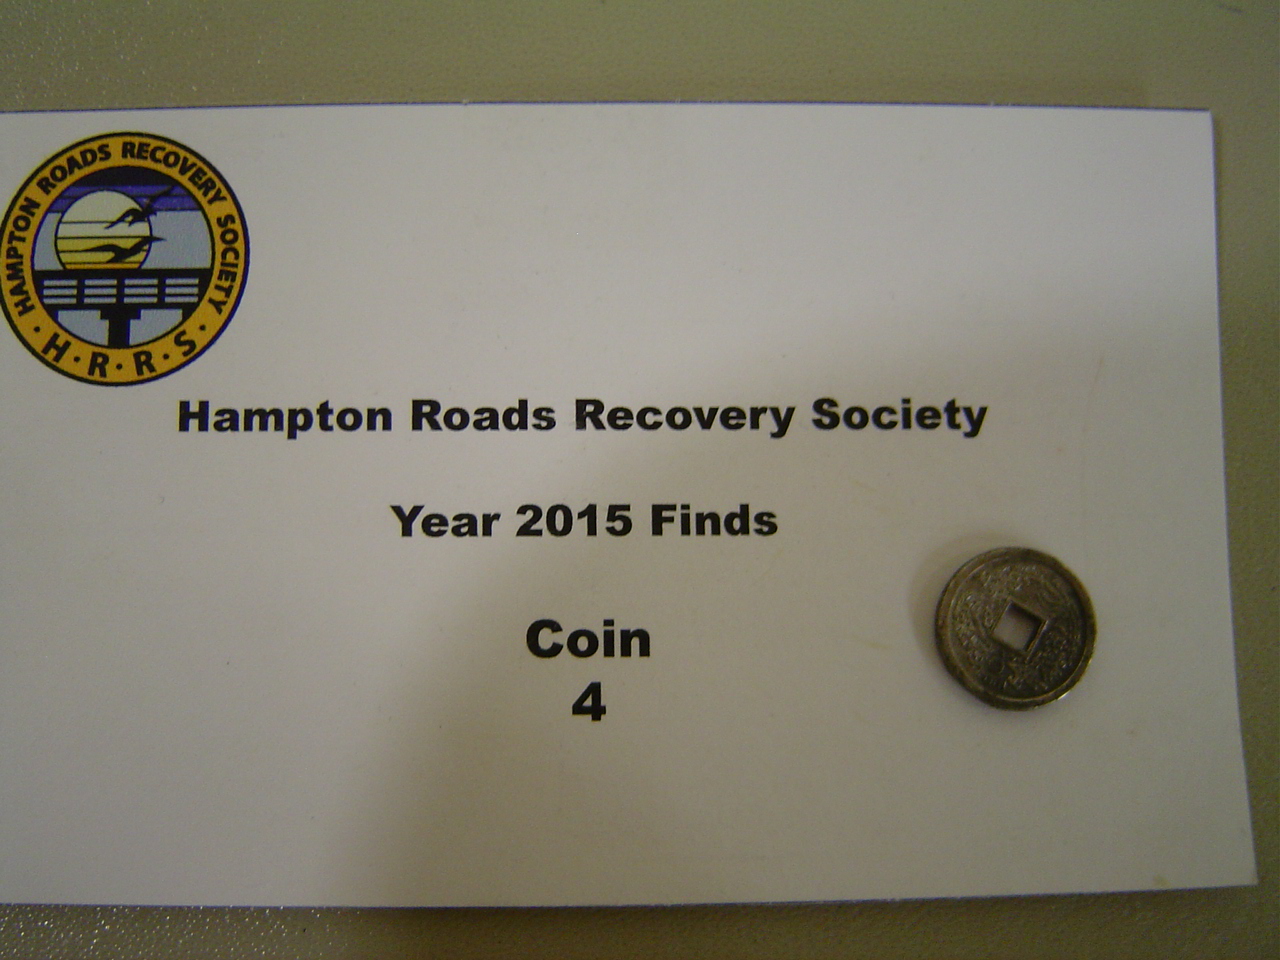 HAMPTON ROADS RECOVERY SOCIETY
· H · R · R · S ·
Hampton Roads Recovery Society
Year 2015 Finds
Coin
4